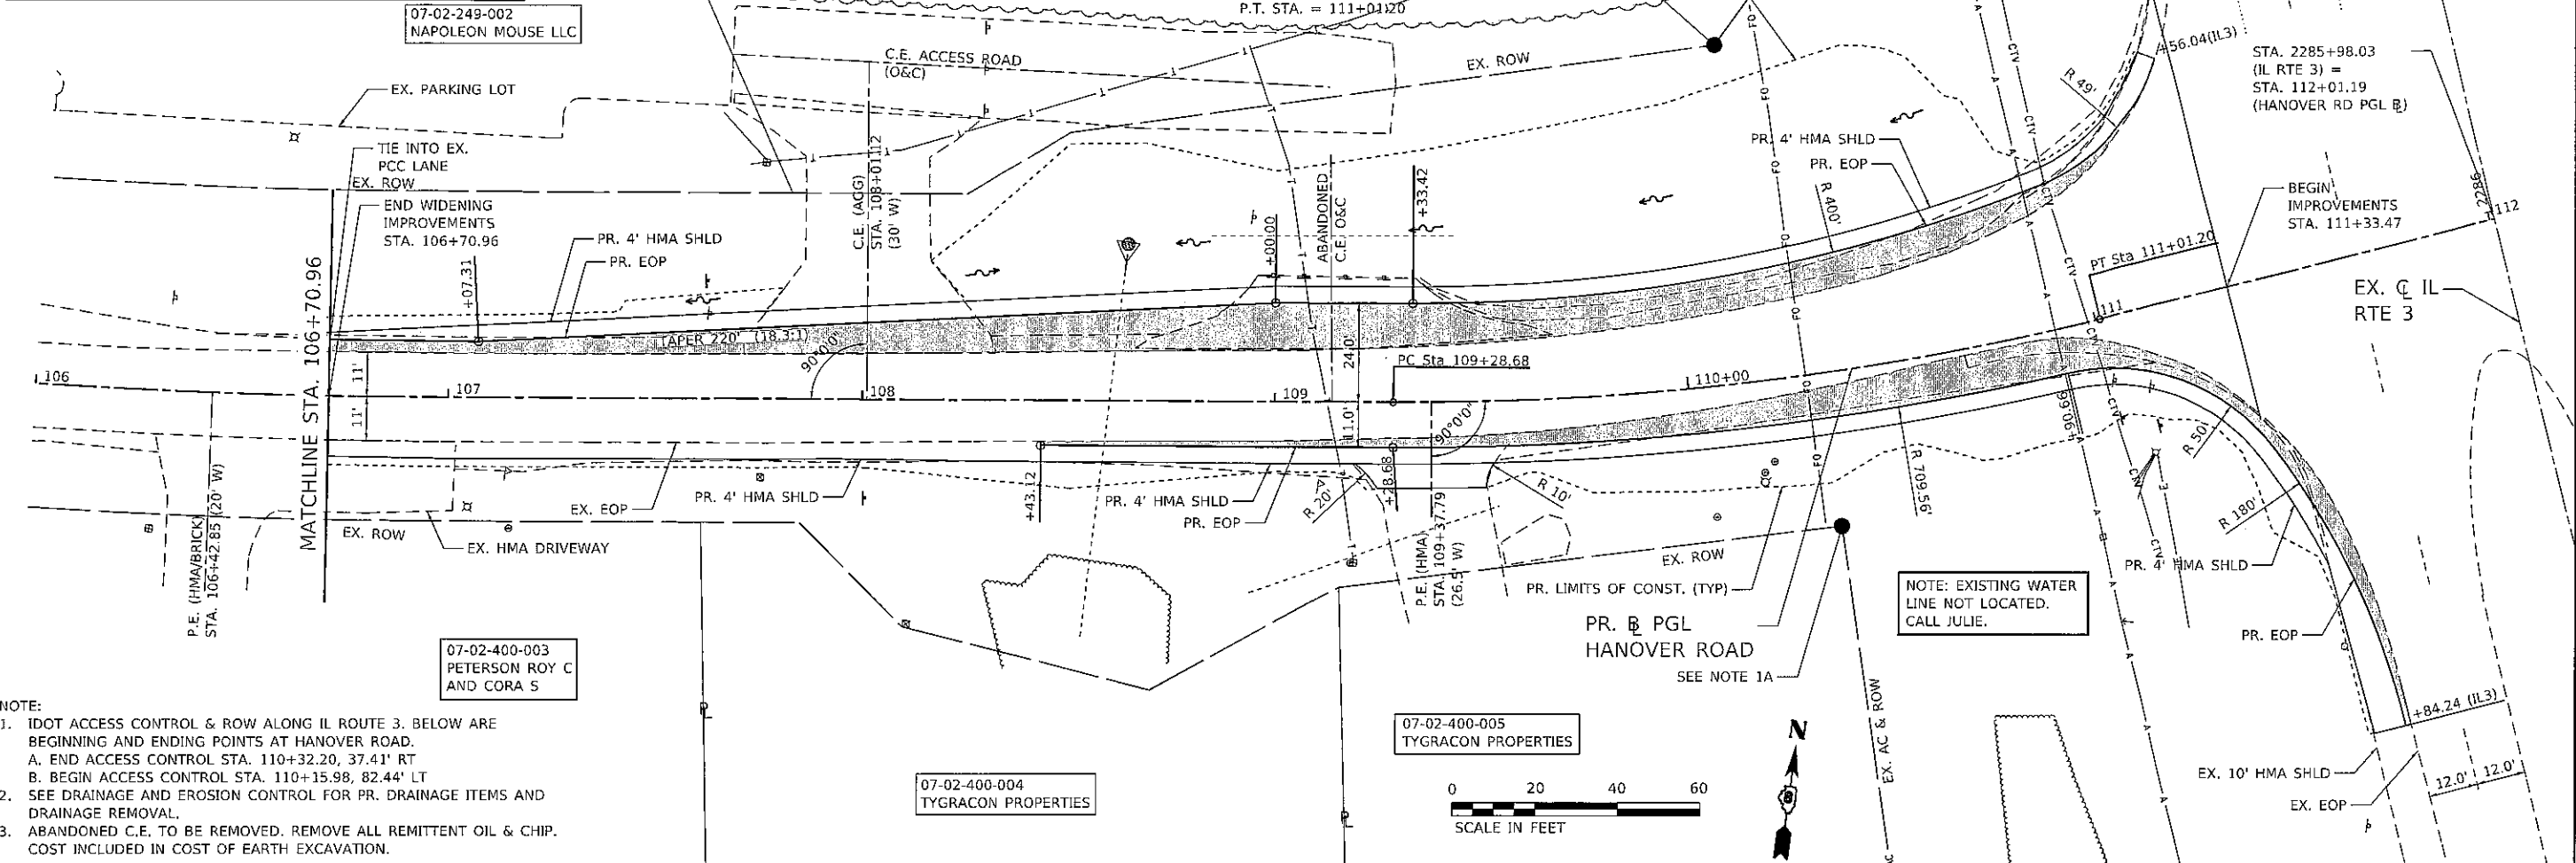 07-02-249-002
NAPOLEON MOUSE LLC
P.T. STA. = 111+01.20
C.E. ACCESS ROAD
(O&C)
EX. ROW
+56.04(IL3)
STA. 2285+98.03
(IL RTE 3) =
STA. 112+01.19
(HANOVER RD PGL ⅊)
EX. PARKING LOT
R 49'
TIE INTO EX.
PCC LANE
EX. ROW
C.E. (AGG)
STA. 108+01.12
(30' W)
ABANDONED
C.E. O&C
+33.42
+00.00
PR. 4' HMA SHLD
PR. EOP
R 400'
2286
112
BEGIN
IMPROVEMENTS
STA. 111+33.47
END WIDENING
IMPROVEMENTS
STA. 106+70.96
PR. 4' HMA SHLD
PR. EOP
+07.31
PT Sta 111+01.20
111
EX. ℄ IL
RTE 3
MATCHLINE STA. 106+70.96
TAPER 220' (18.3:1)
90°0'0"
24.0'
PC Sta 109+28.68
106
11'
11'
107
108
109
110+00
11.0'
90°0'0"
+90.66
R 50'
R 709.56'
R 180'
P.E. (HMA/BRICK)
STA. 106+42.85 (20' W)
EX. ROW
EX. HMA DRIVEWAY
EX. EOP
PR. 4' HMA SHLD
+43.12
PR. 4' HMA SHLD
PR. EOP
R 20'
+28.68
R 10'
P.E. (HMA)
STA. 109+37.79
(26.5' W)
EX. ROW
PR. LIMITS OF CONST. (TYP)
PR. 4' HMA SHLD
NOTE: EXISTING WATER
LINE NOT LOCATED.
CALL JULIE.
PR. ⅊ PGL
HANOVER ROAD
SEE NOTE 1A
PR. EOP
07-02-400-003
PETERSON ROY C
AND CORA S
EX. AC & ROW
+84.24 (IL3)
NOTE:
1. IDOT ACCESS CONTROL & ROW ALONG IL ROUTE 3. BELOW ARE
BEGINNING AND ENDING POINTS AT HANOVER ROAD.
A. END ACCESS CONTROL STA. 110+32.20, 37.41' RT
B. BEGIN ACCESS CONTROL STA. 110+15.98, 82.44' LT
2. SEE DRAINAGE AND EROSION CONTROL FOR PR. DRAINAGE ITEMS AND
DRAINAGE REMOVAL.
3. ABANDONED C.E. TO BE REMOVED. REMOVE ALL REMITTENT OIL & CHIP.
COST INCLUDED IN COST OF EARTH EXCAVATION.
07-02-400-004
TYGRACON PROPERTIES
07-02-400-005
TYGRACON PROPERTIES
N
0 20 40 60
SCALE IN FEET
EX. 10' HMA SHLD
EX. EOP
12.0' 12.0'